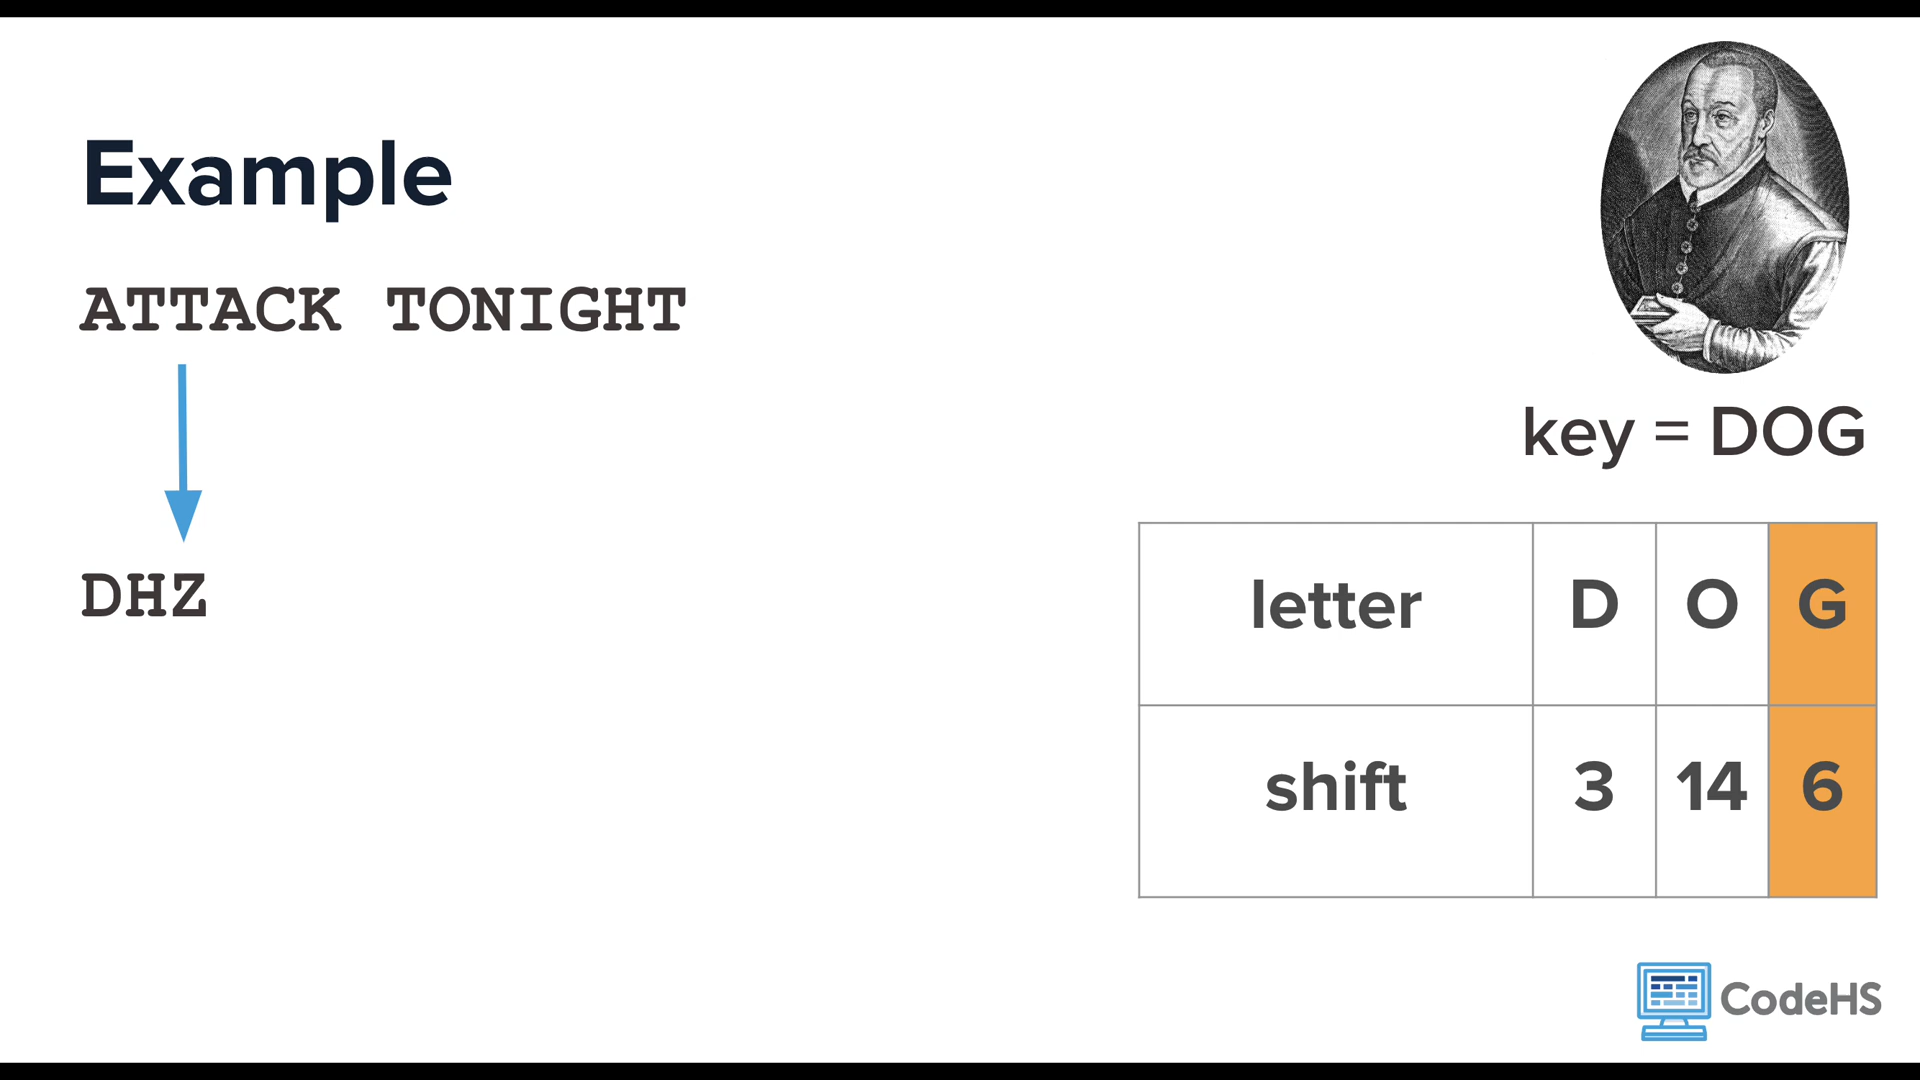 Example
ATTACK TONIGHT
DHZ
key = DOG
letter D O G
shift 3 14 6
CodeHS